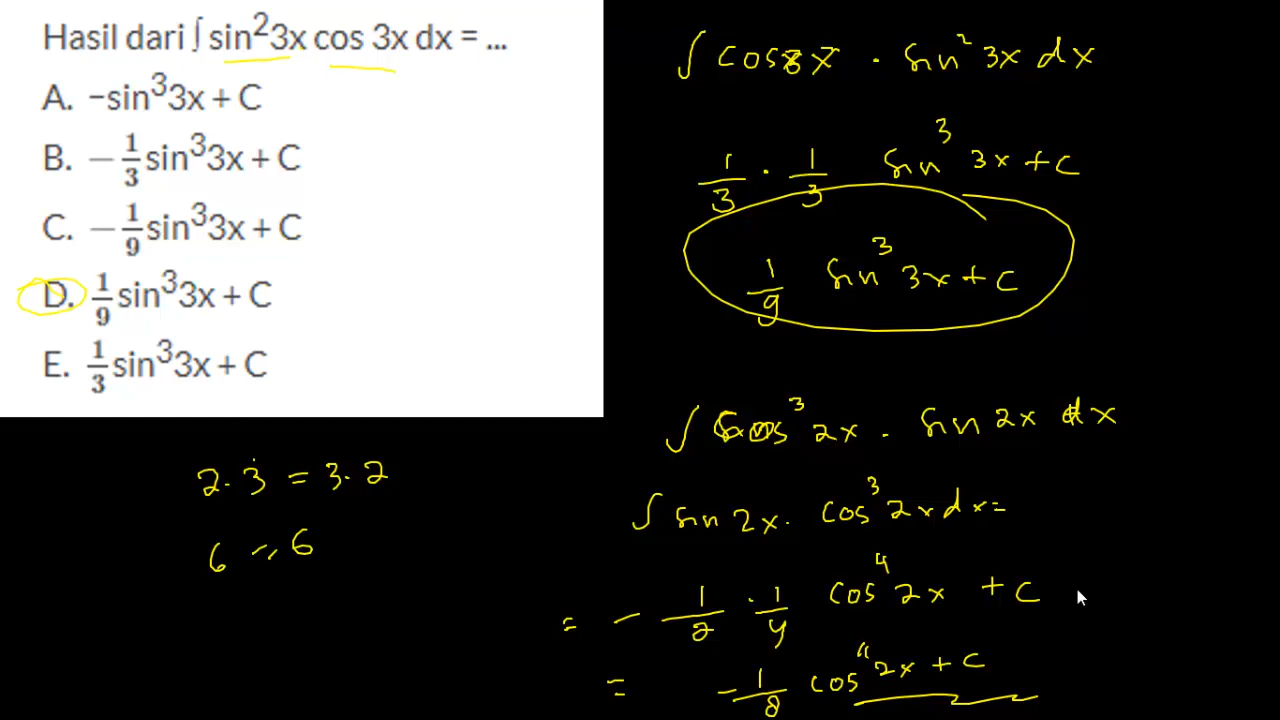 Hasil dari ∫ sin²3x cos 3x dx = ...
A. −sin³3x + C
B. −1/3 sin³3x + C
C. −1/9 sin³3x + C
D. 1/9 sin³3x + C
E. 1/3 sin³3x + C
2 · 3 = 3 · 2
6 = 6
∫ cos 3x · sin² 3x dx
1/3 · 1/3 sin³ 3x + C
1/9 sin³ 3x + C
∫ cos³ 2x · sin 2x dx
∫ sin 2x · cos³ 2x dx =
= − 1/2 · 1/4 cos⁴ 2x + C
= −1/8 cos⁴ 2x + C